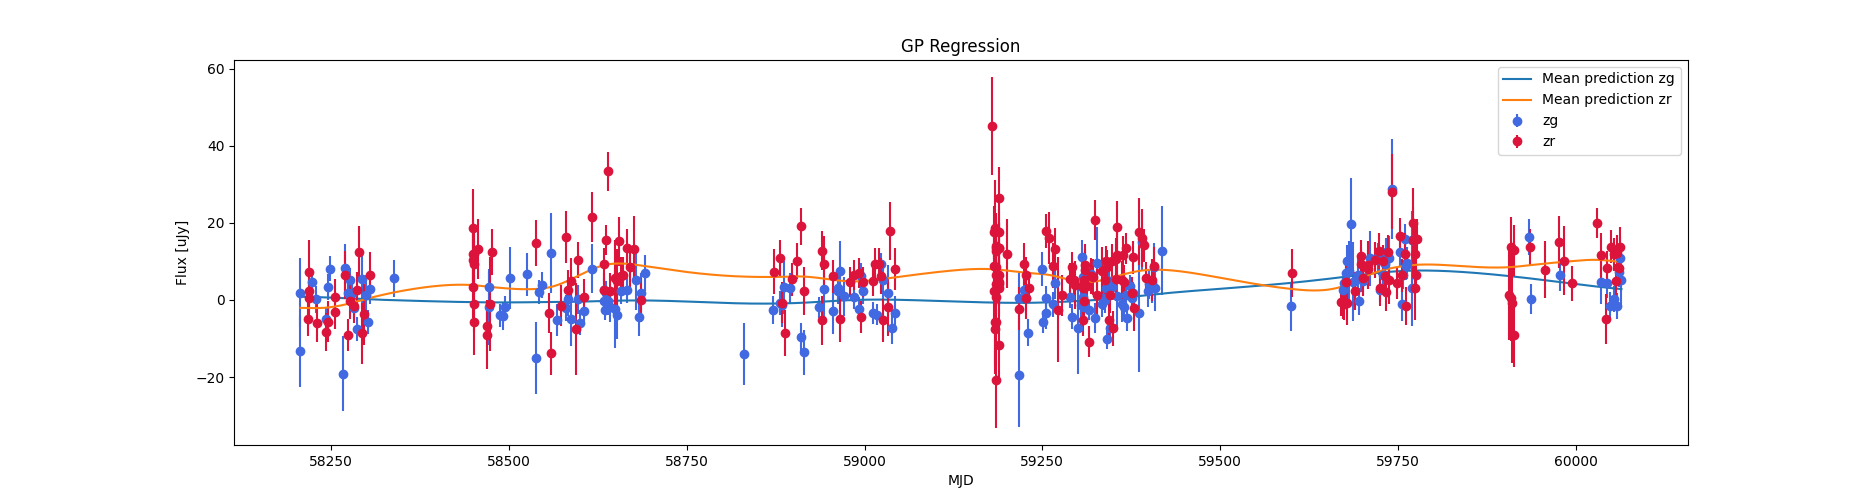 GP Regression
Flux [uJy]
60
40
20
0
−20
58250
58500
58750
59000
59250
59500
59750
60000
MJD
Mean prediction zg
Mean prediction zr
zg
zr